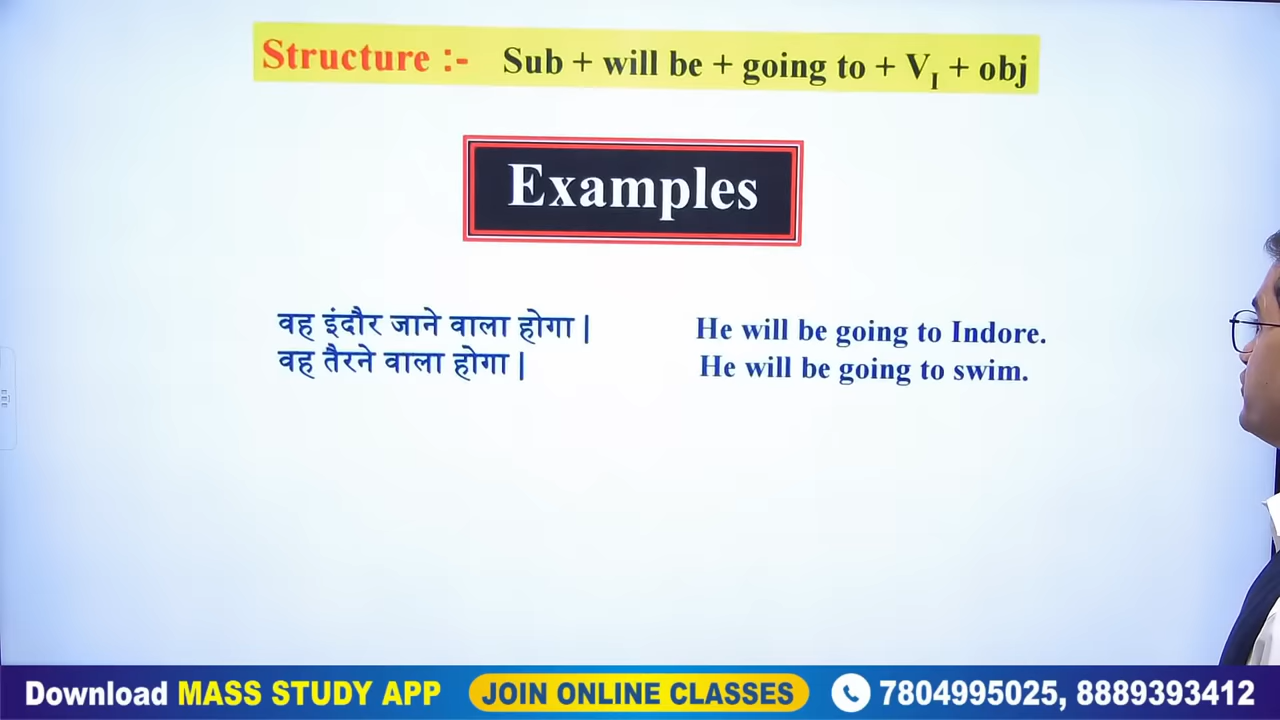 Structure :- Sub + will be + going to + V_I + obj
Examples
वह इंदौर जाने वाला होगा | He will be going to Indore.
वह तैरने वाला होगा | He will be going to swim.
Download MASS STUDY APP JOIN ONLINE CLASSES 7804995025, 8889393412